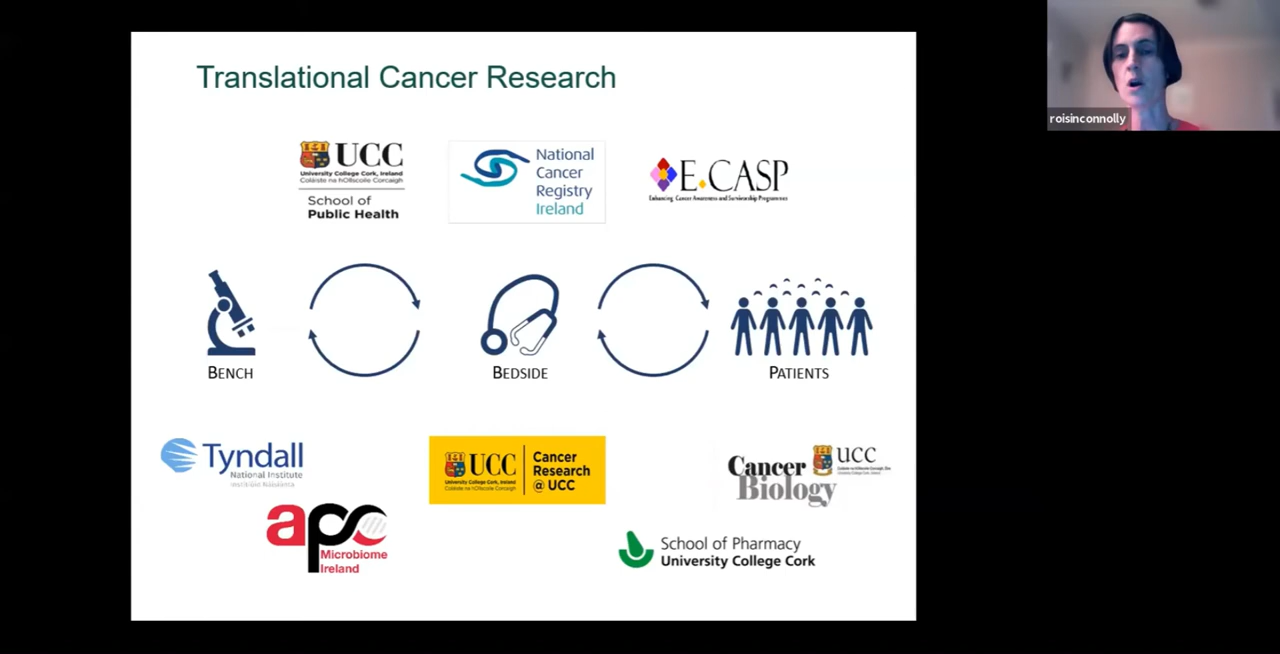 Translational Cancer Research
roisinconnolly
UCC
University College Cork, Ireland
Coláiste na hOllscoile Corcaigh
School of
Public Health
National
Cancer
Registry
Ireland
E.CASP
Enhancing Cancer Awareness and Survivorship Programmes
BENCH
BEDSIDE
PATIENTS
Tyndall
National Institute
UCC
University College Cork, Ireland
Coláiste na hOllscoile Corcaigh
Cancer
Research
@ UCC
Cancer
Biology
UCC
apc
Microbiome
Ireland
School of Pharmacy
University College Cork